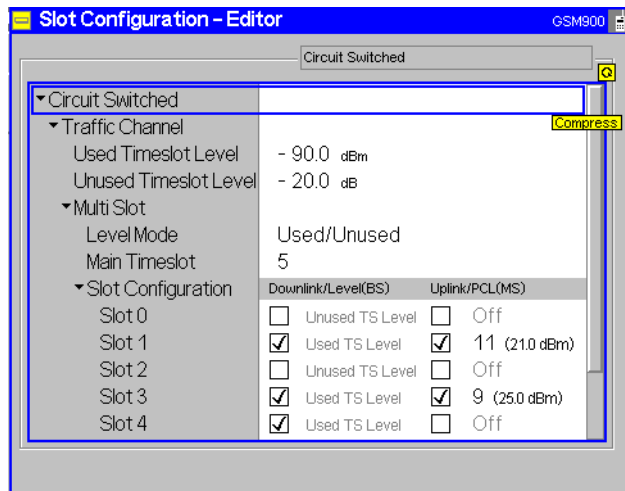 Slot Configuration – Editor GSM900
Circuit Switched
Circuit Switched
Compress
Traffic Channel
Used Timeslot Level - 90.0 dBm
Unused Timeslot Level - 20.0 dB
Multi Slot
Level Mode Used/Unused
Main Timeslot 5
Slot Configuration Downlink/Level(BS) Uplink/PCL(MS)
Slot 0 Unused TS Level Off
Slot 1 Used TS Level 11 (21.0 dBm)
Slot 2 Unused TS Level Off
Slot 3 Used TS Level 9 (25.0 dBm)
Slot 4 Used TS Level Off